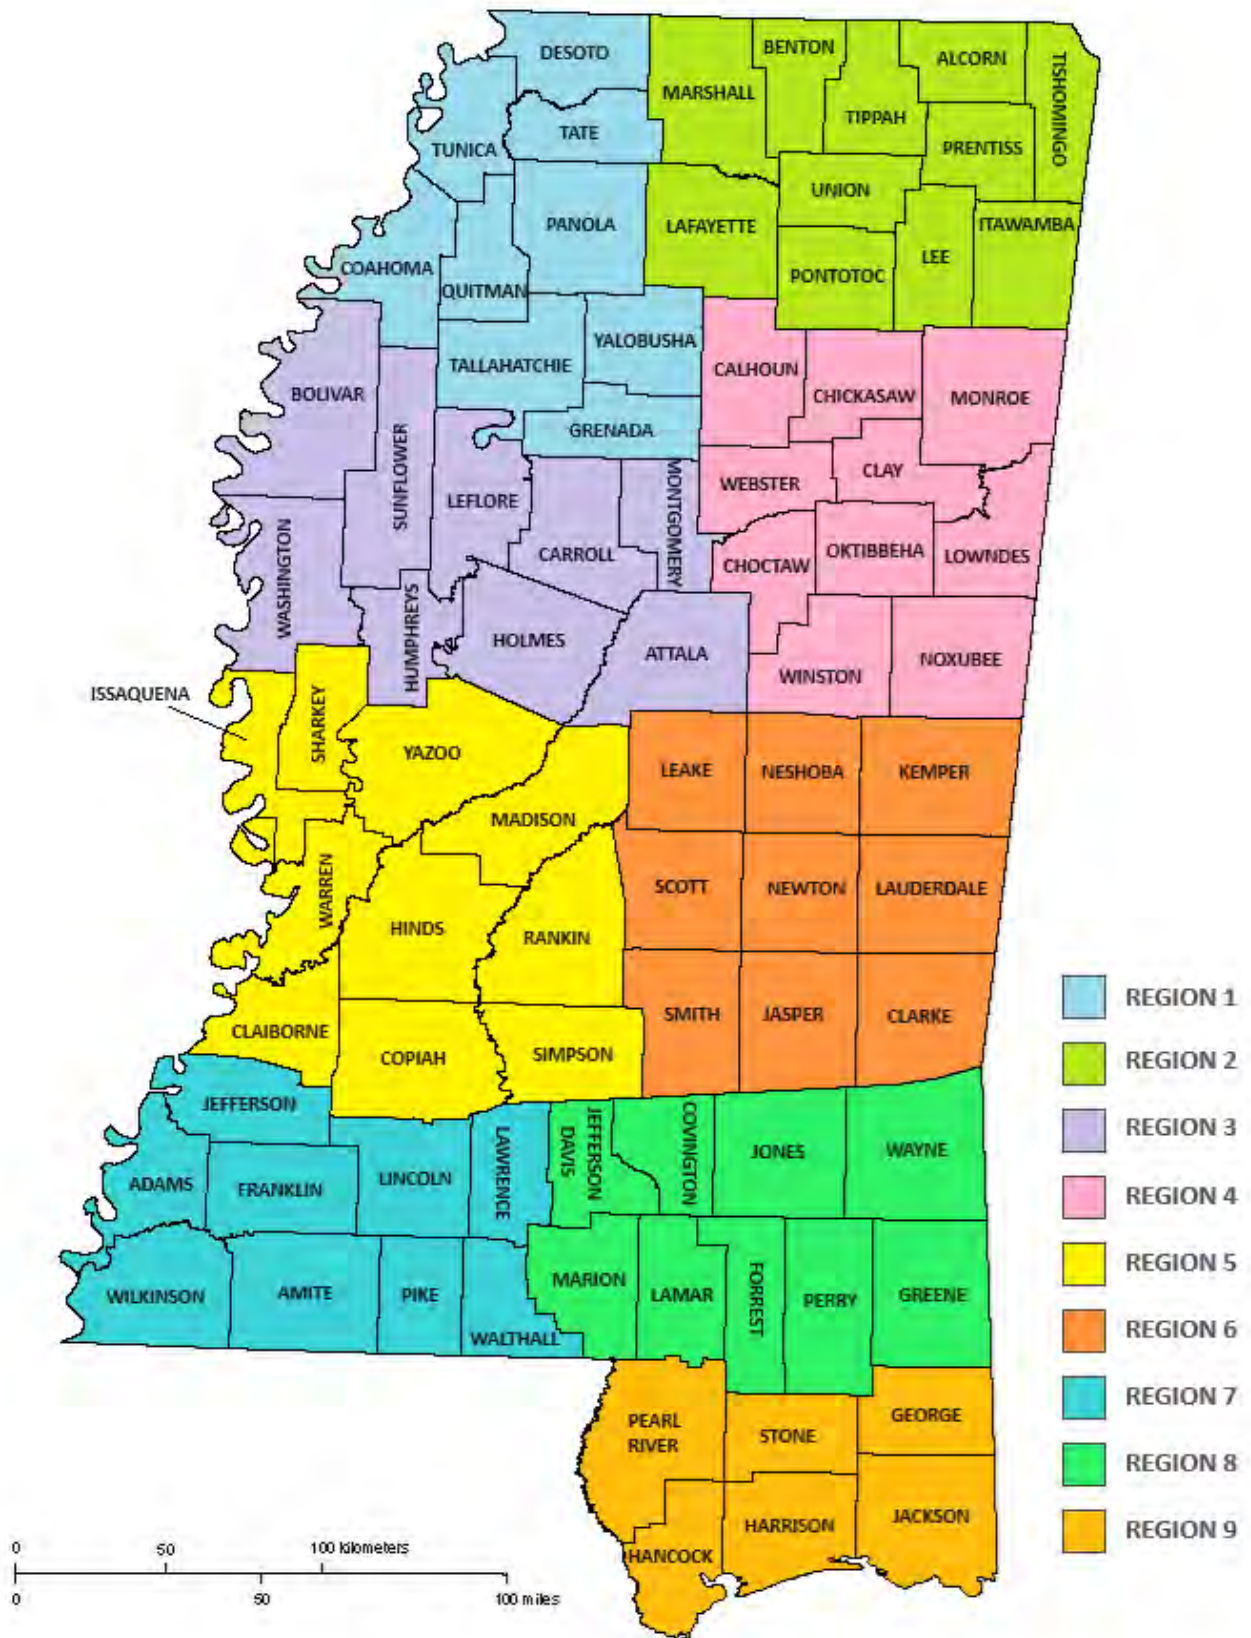 DESOTO
BENTON
ALCORN
TISHOMINGO
MARSHALL
TIPPAH
TATE
TUNICA
PRENTISS
UNION
PANOLA
LAFAYETTE
ITAWAMBA
LEE
COAHOMA
PONTOTOC
QUITMAN
YALOBUSHA
TALLAHATCHIE
CALHOUN
BOLIVAR
CHICKASAW
MONROE
GRENADA
SUNFLOWER
CLAY
WEBSTER
LEFLORE
MONTGOMERY
CARROLL
OKTIBBEHA
LOWNDES
CHOCTAW
WASHINGTON
HUMPHREYS
HOLMES
ATTALA
WINSTON
NOXUBEE
ISSAQUENA
SHARKEY
YAZOO
LEAKE
NESHOBA
KEMPER
MADISON
WARREN
SCOTT
NEWTON
LAUDERDALE
HINDS
RANKIN
SMITH
JASPER
CLARKE
CLAIBORNE
COPIAH
SIMPSON
JEFFERSON
LAWRENCE
JEFFERSON
DAVIS
COVINGTON
JONES
WAYNE
ADAMS
FRANKLIN
LINCOLN
MARION
LAMAR
FORREST
PERRY
GREENE
WILKINSON
AMITE
PIKE
WALTHALL
PEARL
RIVER
STONE
GEORGE
HARRISON
JACKSON
HANCOCK
REGION 1
REGION 2
REGION 3
REGION 4
REGION 5
REGION 6
REGION 7
REGION 8
REGION 9
0 50 100 kilometers
0 50 100 miles